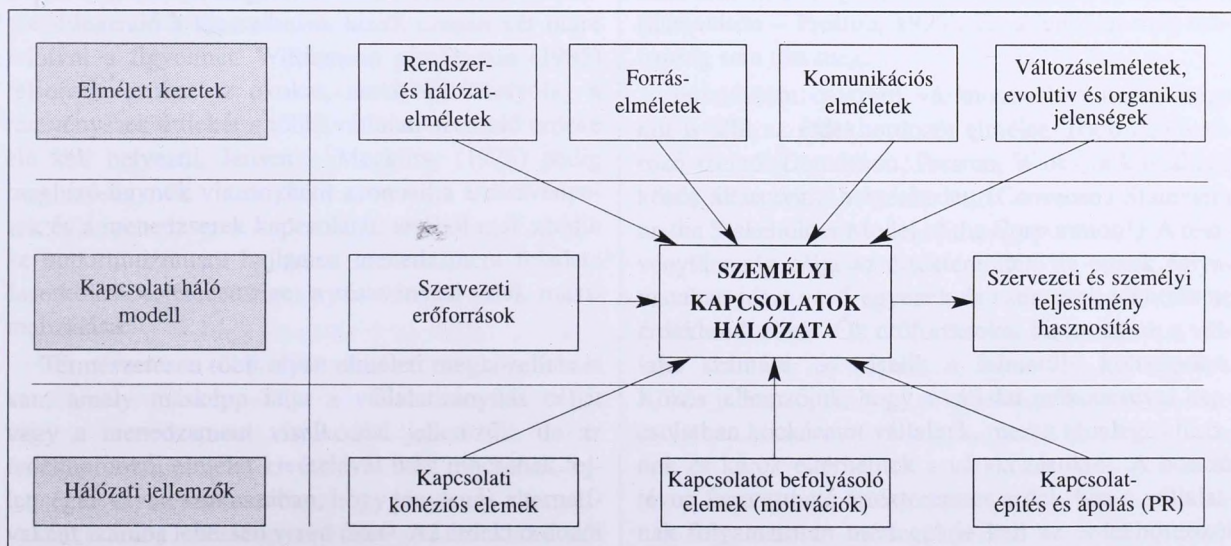 Elméleti keretek
Rendszer-
és hálózat-
elméletek
Forrás-
elméletek
Komunikációs
elméletek
Változáselméletek,
evolutiv és organikus
jelenségek
Kapcsolati háló
modell
Szervezeti
erőforrások
SZEMÉLYI
KAPCSOLATOK
HÁLÓZATA
Szervezeti és személyi
teljesítmény
hasznosítás
Hálózati jellemzők
Kapcsolati
kohéziós elemek
Kapcsolatot befolyásoló
elemek (motivációk)
Kapcsolat-
építés és ápolás (PR)